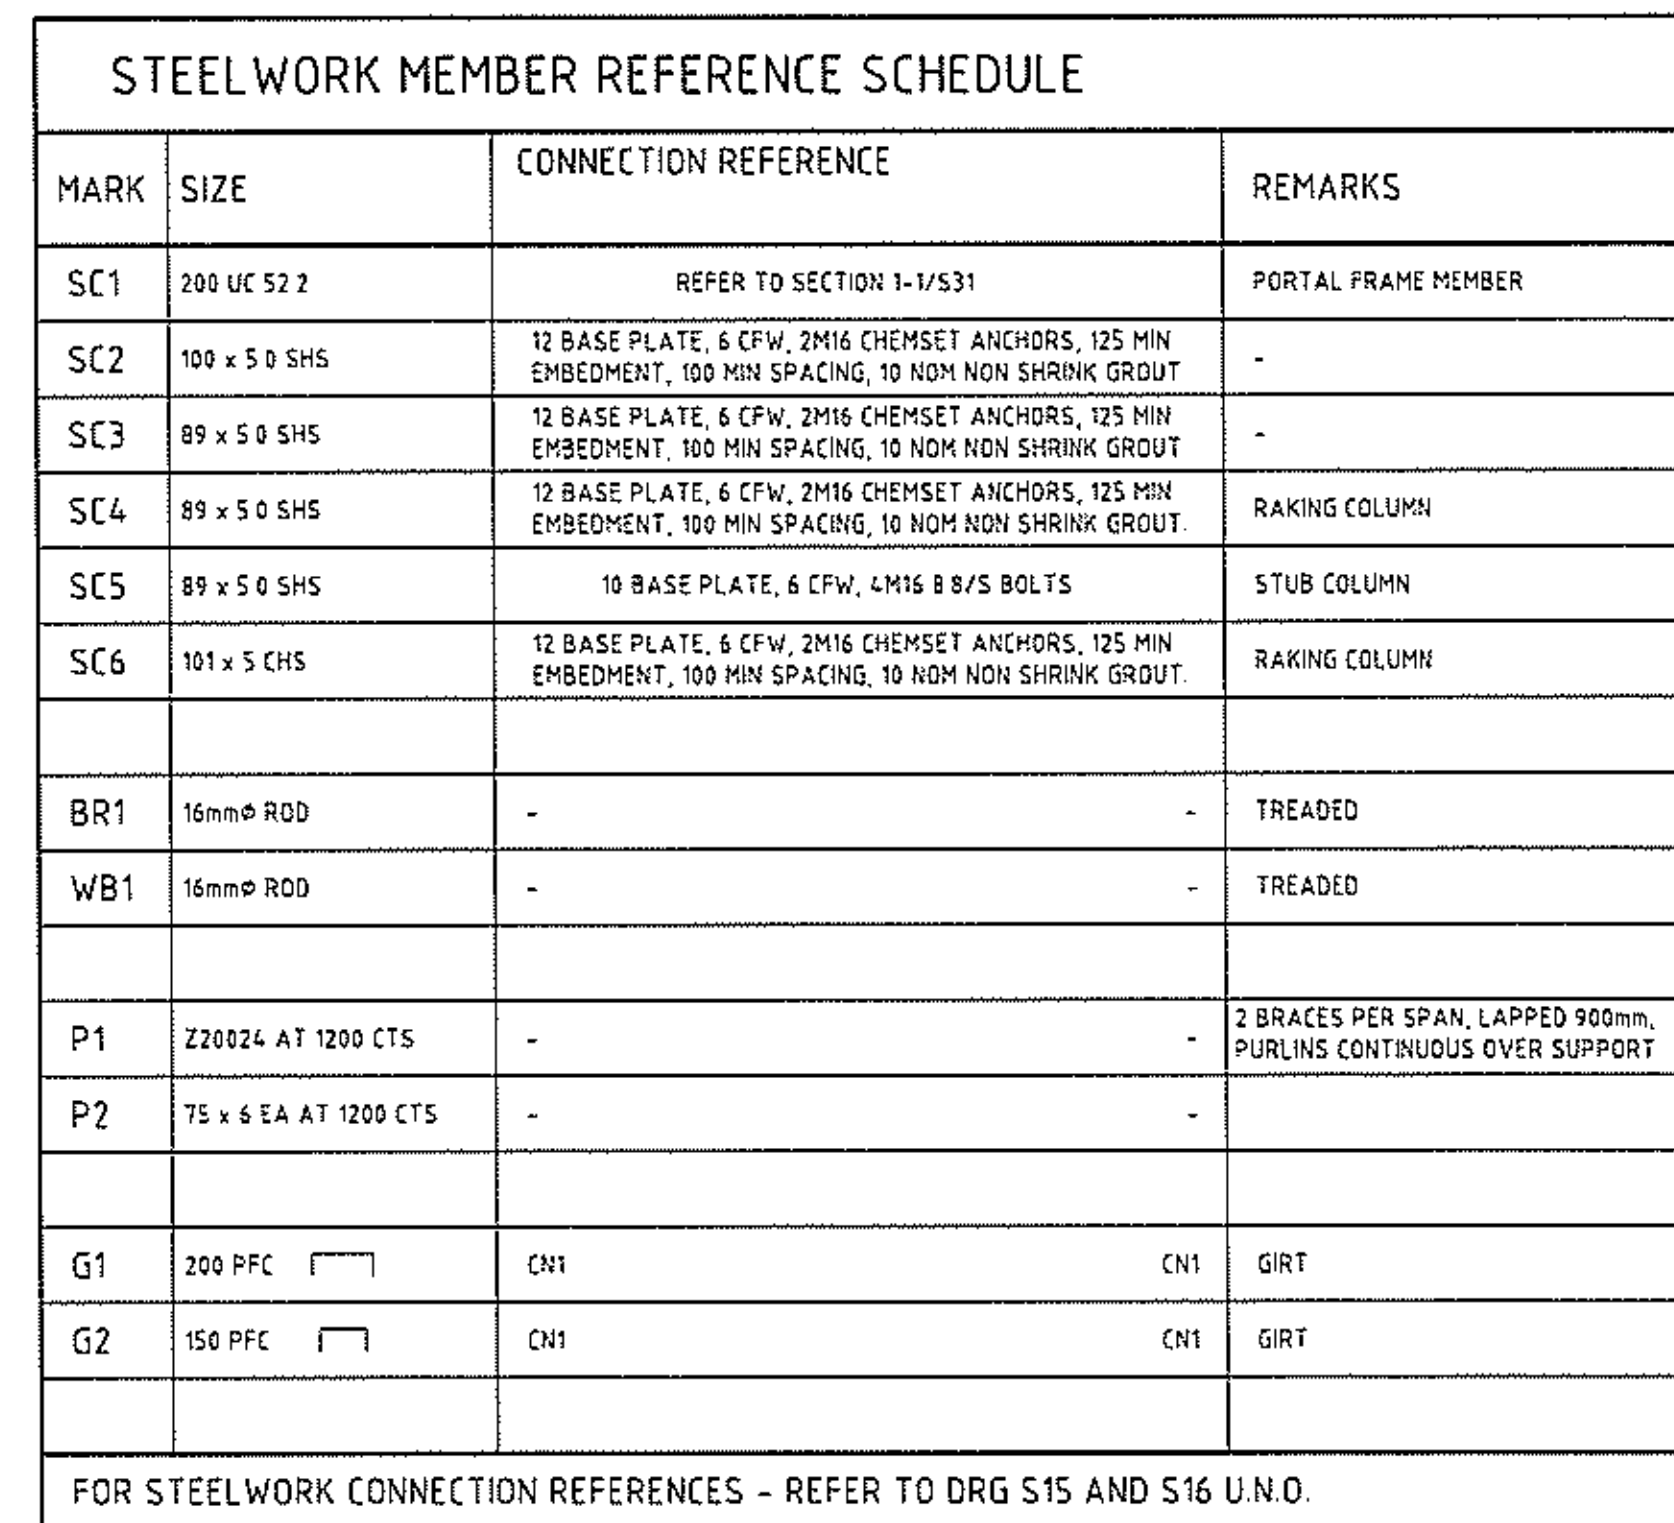 STEELWORK MEMBER REFERENCE SCHEDULE
MARK SIZE CONNECTION REFERENCE REMARKS
SC1 200 UC 52 2 REFER TO SECTION 1-1/S31 PORTAL FRAME MEMBER
SC2 100 x 5 0 SHS 12 BASE PLATE, 6 CFW, 2M16 CHEMSET ANCHORS, 125 MIN
EMBEDMENT, 100 MIN SPACING, 10 NOM NON SHRINK GROUT -
SC3 89 x 5 0 SHS 12 BASE PLATE, 6 CFW, 2M16 CHEMSET ANCHORS, 125 MIN
EMBEDMENT, 100 MIN SPACING, 10 NOM NON SHRINK GROUT -
SC4 89 x 5 0 SHS 12 BASE PLATE, 6 CFW, 2M16 CHEMSET ANCHORS, 125 MIN
EMBEDMENT, 100 MIN SPACING, 10 NOM NON SHRINK GROUT. RAKING COLUMN
SC5 89 x 5 0 SHS 10 BASE PLATE, 6 CFW, 4M16 8 8/S BOLTS STUB COLUMN
SC6 101 x 5 CHS 12 BASE PLATE, 6 CFW, 2M16 CHEMSET ANCHORS, 125 MIN
EMBEDMENT, 100 MIN SPACING, 10 NOM NON SHRINK GROUT. RAKING COLUMN
BR1 16mmø ROD - - TREADED
WB1 16mmø ROD - - TREADED
P1 Z20024 AT 1200 CTS - - 2 BRACES PER SPAN, LAPPED 900mm,
PURLINS CONTINUOUS OVER SUPPORT
P2 75 x 6 EA AT 1200 CTS - -
G1 200 PFC CN1 CN1 GIRT
G2 150 PFC CN1 CN1 GIRT
FOR STEELWORK CONNECTION REFERENCES - REFER TO DRG S15 AND S16 U.N.O.